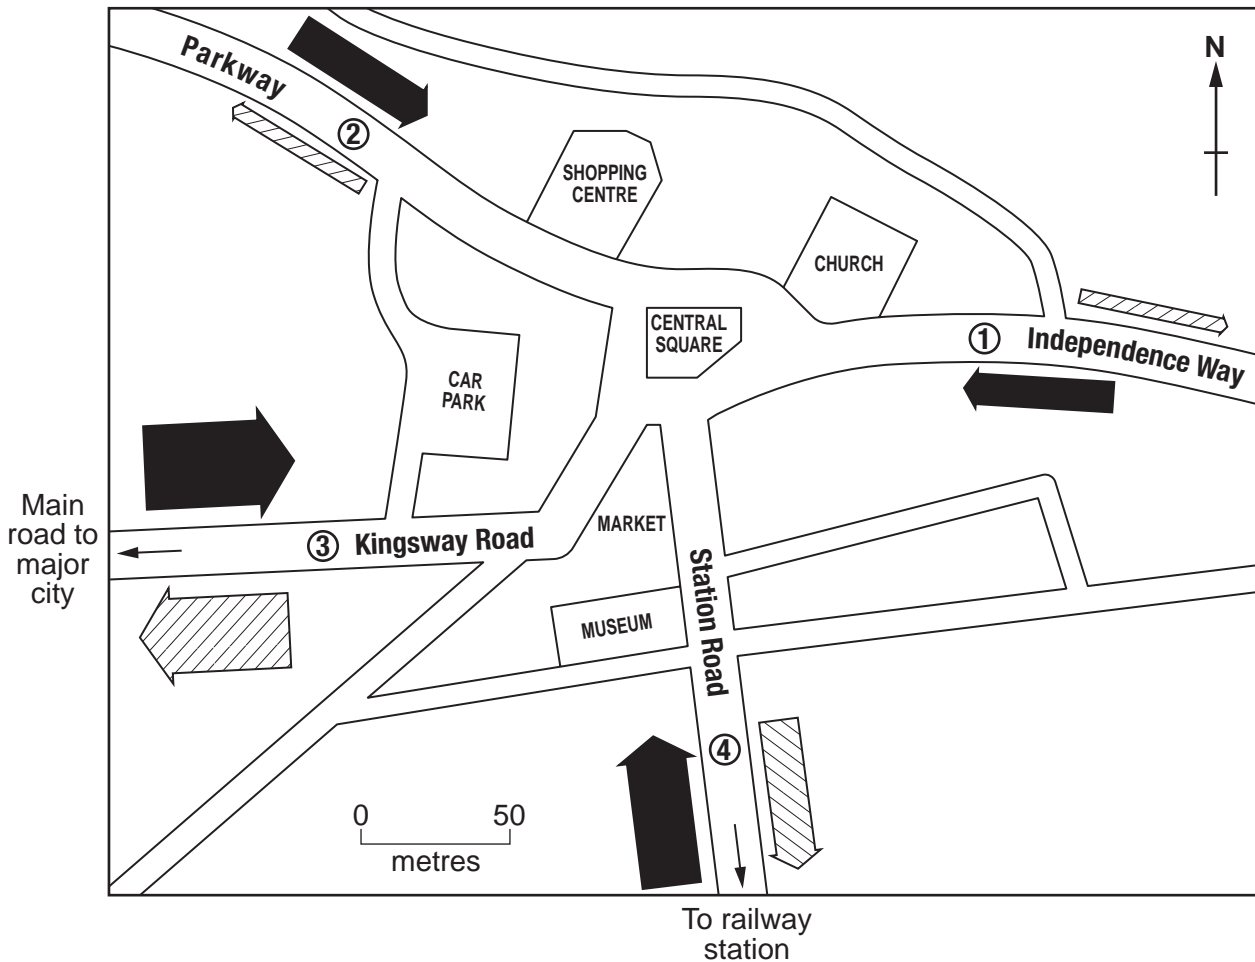 Parkway
N
②
SHOPPING
CENTRE
CHURCH
CENTRAL
SQUARE
① Independence Way
CAR
PARK
Main
road to
major
city
MARKET
③ Kingsway Road
Station Road
MUSEUM
④
0 50
metres
To railway
station